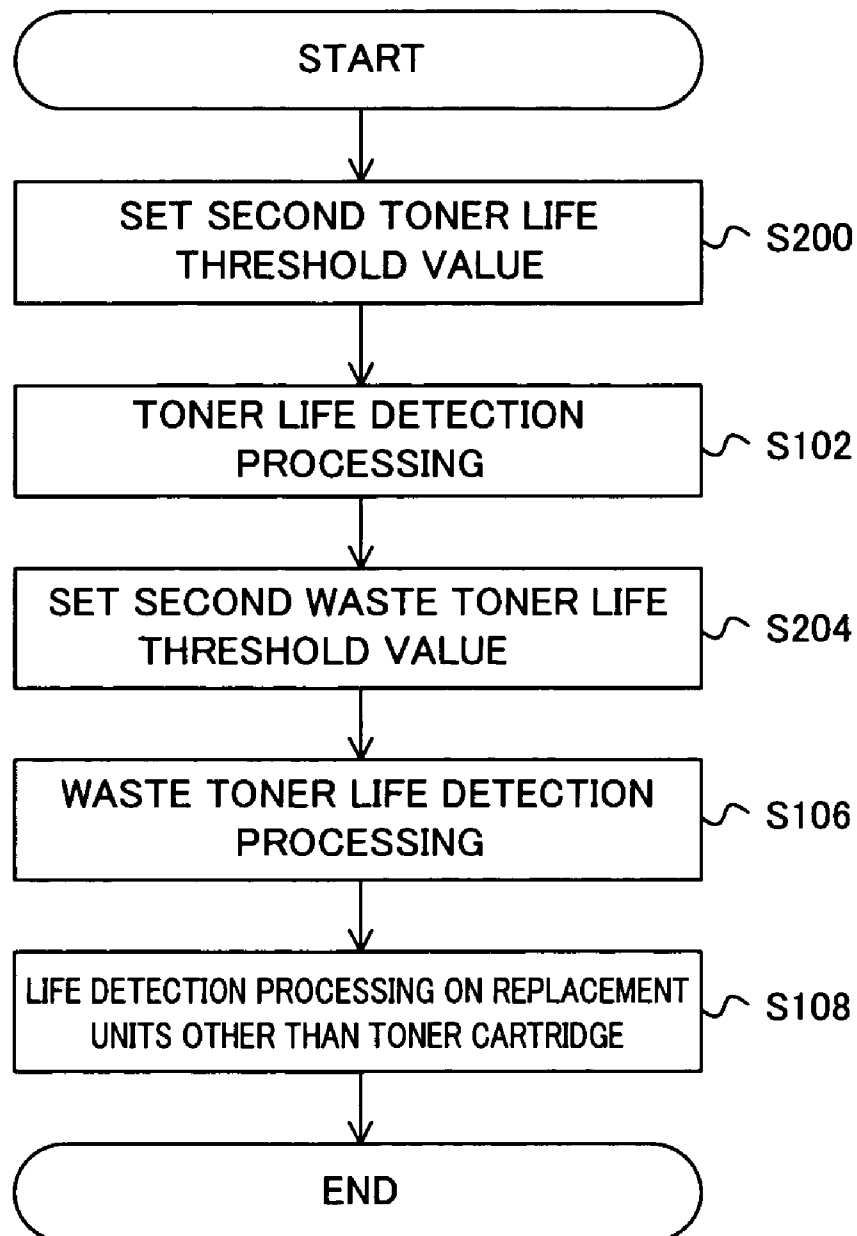 START
SET SECOND TONER LIFE
THRESHOLD VALUE
S200
TONER LIFE DETECTION
PROCESSING
S102
SET SECOND WASTE TONER LIFE
THRESHOLD VALUE
S204
WASTE TONER LIFE DETECTION
PROCESSING
S106
LIFE DETECTION PROCESSING ON REPLACEMENT
UNITS OTHER THAN TONER CARTRIDGE
S108
END